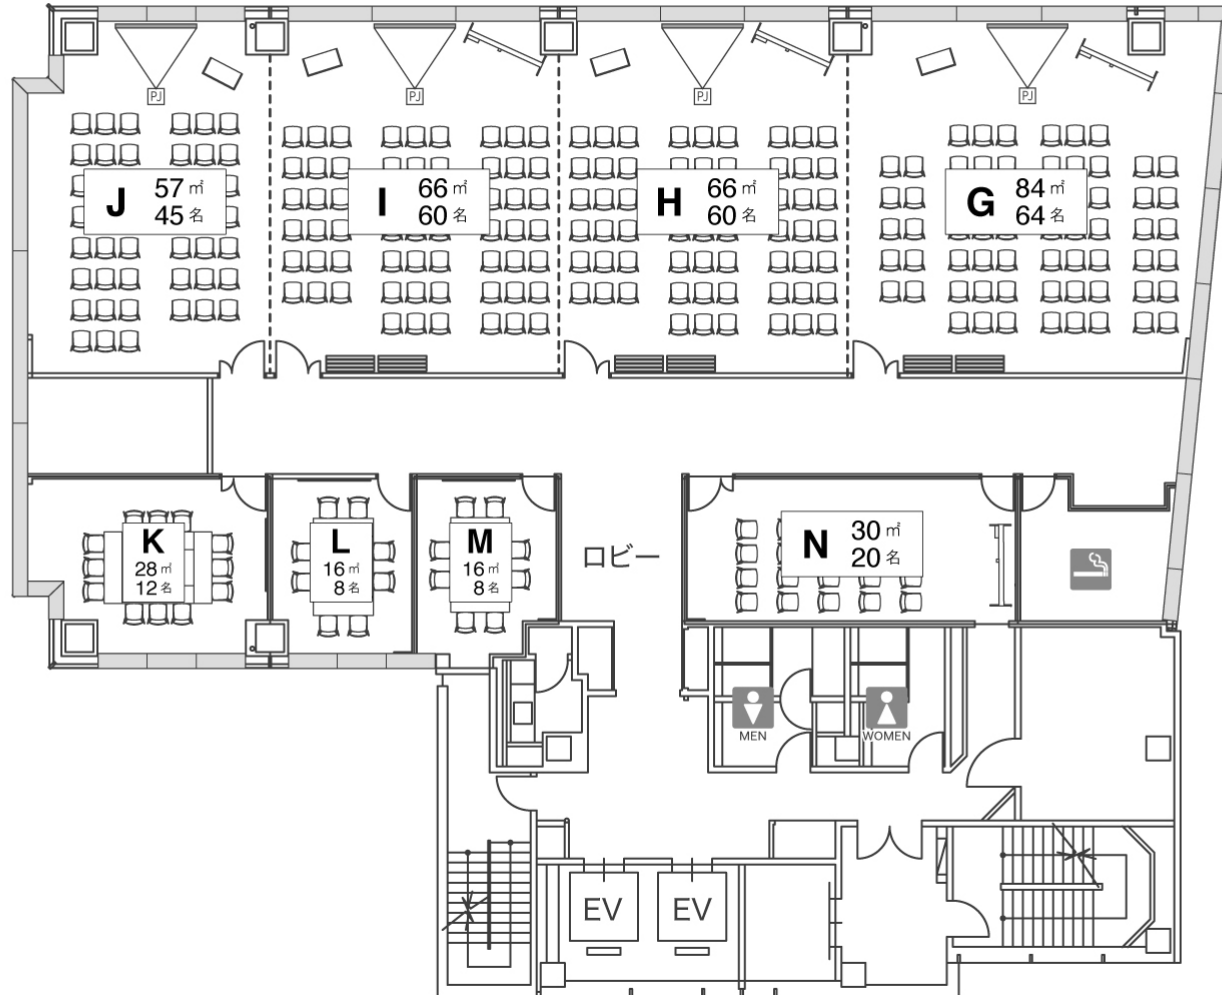 PJ
PJ
PJ
PJ
J 57㎡
45名
I 66㎡
60名
H 66㎡
60名
G 84㎡
64名
K
28㎡
12名
L
16㎡
8名
M
16㎡
8名
ロビー
N 30㎡
20名
MEN
WOMEN
EV
EV